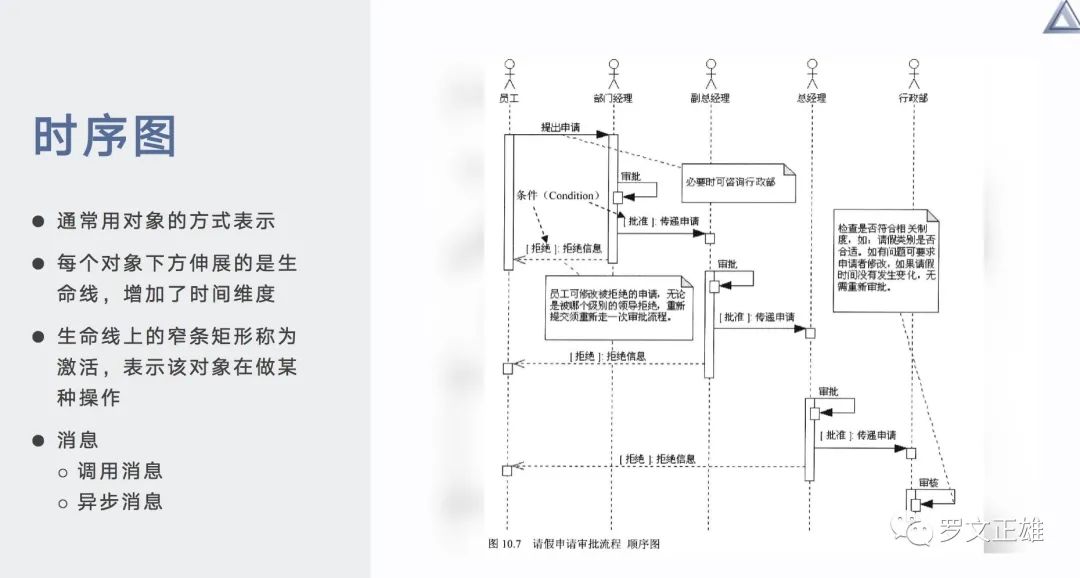 时序图
通常用对象的方式表示
每个对象下方伸展的是生
命线，增加了时间维度
生命线上的窄条矩形称为
激活，表示该对象在做某
种操作
消息
调用消息
异步消息
员工
部门经理
副总经理
总经理
行政部
提出申请
必要时可咨询行政部
审批
条件（Condition）
[ 批准 ]: 传递申请
[ 拒绝 ]: 拒绝信息
检查是否符合相关制
度，如：请假类别是否
合适。如有问题可要求
申请者修改，如果请假
时间没有发生变化，无
需重新审批。
审批
员工可修改被拒绝的申请，无论
是被哪个级别的领导拒绝，重新
提交须重新走一次审批流程。
[ 批准 ]: 传递申请
[ 拒绝 ]: 拒绝信息
审批
[ 批准 ]: 传递申请
[ 拒绝 ]: 拒绝信息
审核
罗文正雄
图 10.7 请假申请审批流程 顺序图